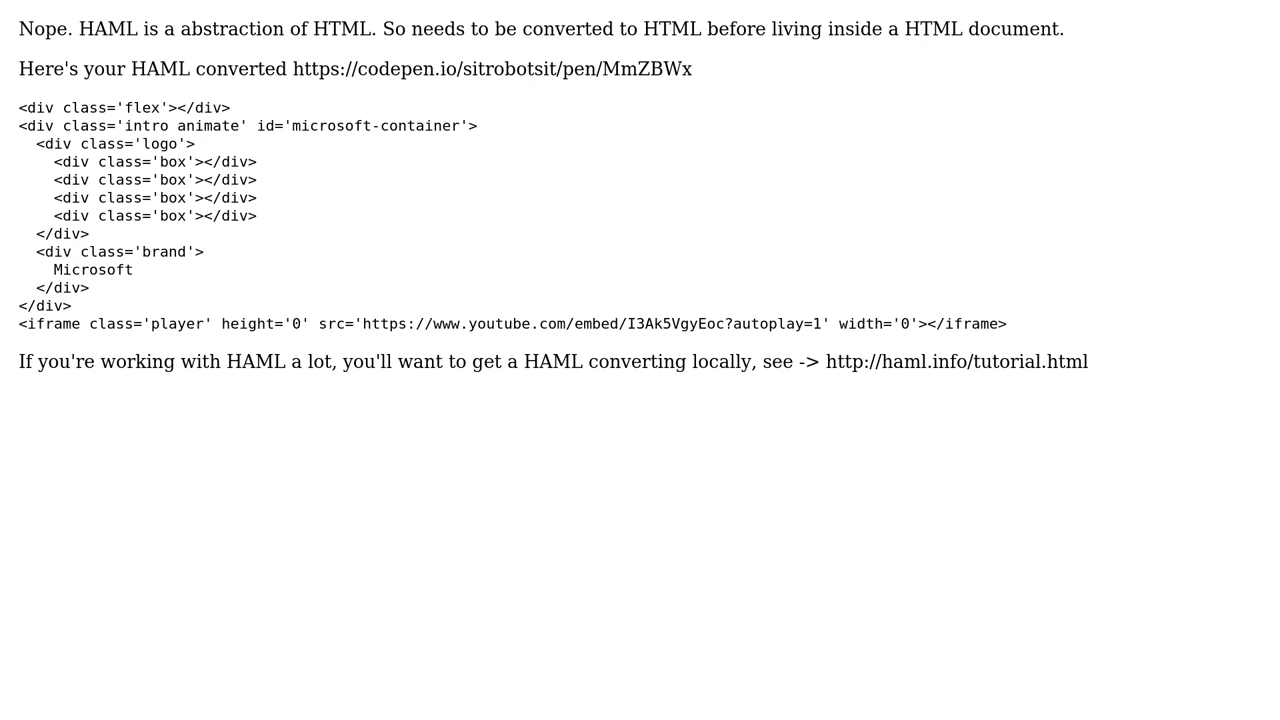 Nope. HAML is a abstraction of HTML. So needs to be converted to HTML before living inside a HTML document.
Here's your HAML converted https://codepen.io/sitrobotsit/pen/MmZBWx
<div class='flex'></div>
<div class='intro animate' id='microsoft-container'>
  <div class='logo'>
    <div class='box'></div>
    <div class='box'></div>
    <div class='box'></div>
    <div class='box'></div>
  </div>
  <div class='brand'>
    Microsoft
  </div>
</div>
<iframe class='player' height='0' src='https://www.youtube.com/embed/I3Ak5VgyEoc?autoplay=1' width='0'></iframe>
If you're working with HAML a lot, you'll want to get a HAML converting locally, see -> http://haml.info/tutorial.html